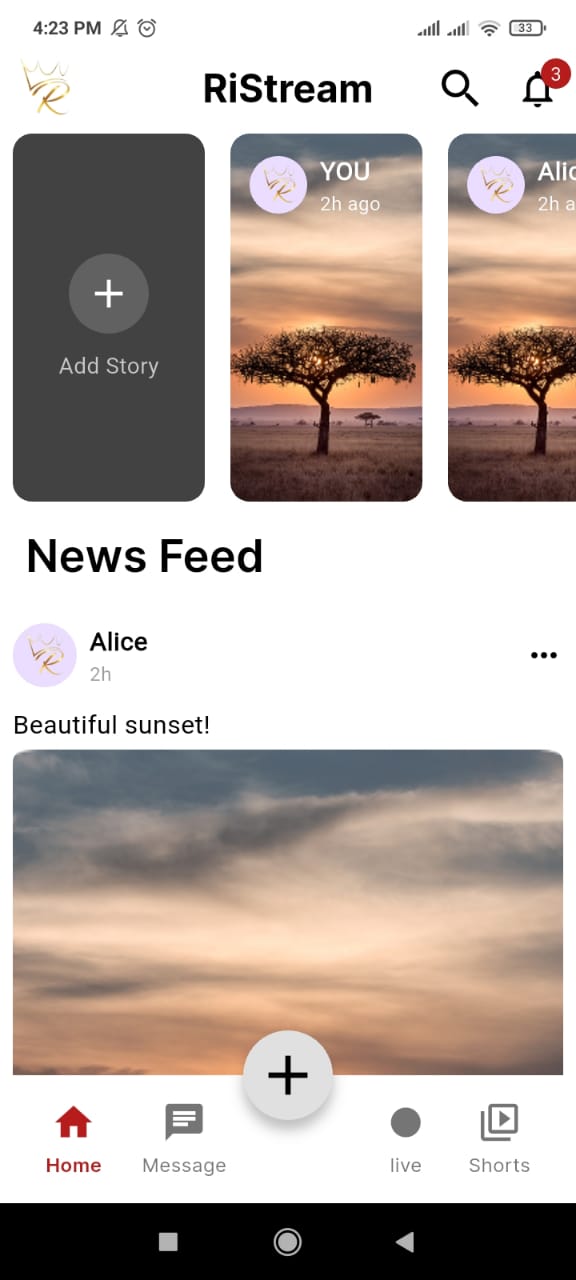 4:23 PM
33
RiStream
3
YOU
2h ago
Alic
2h a
Add Story
News Feed
Alice
2h
Beautiful sunset!
Home
Message
live
Shorts